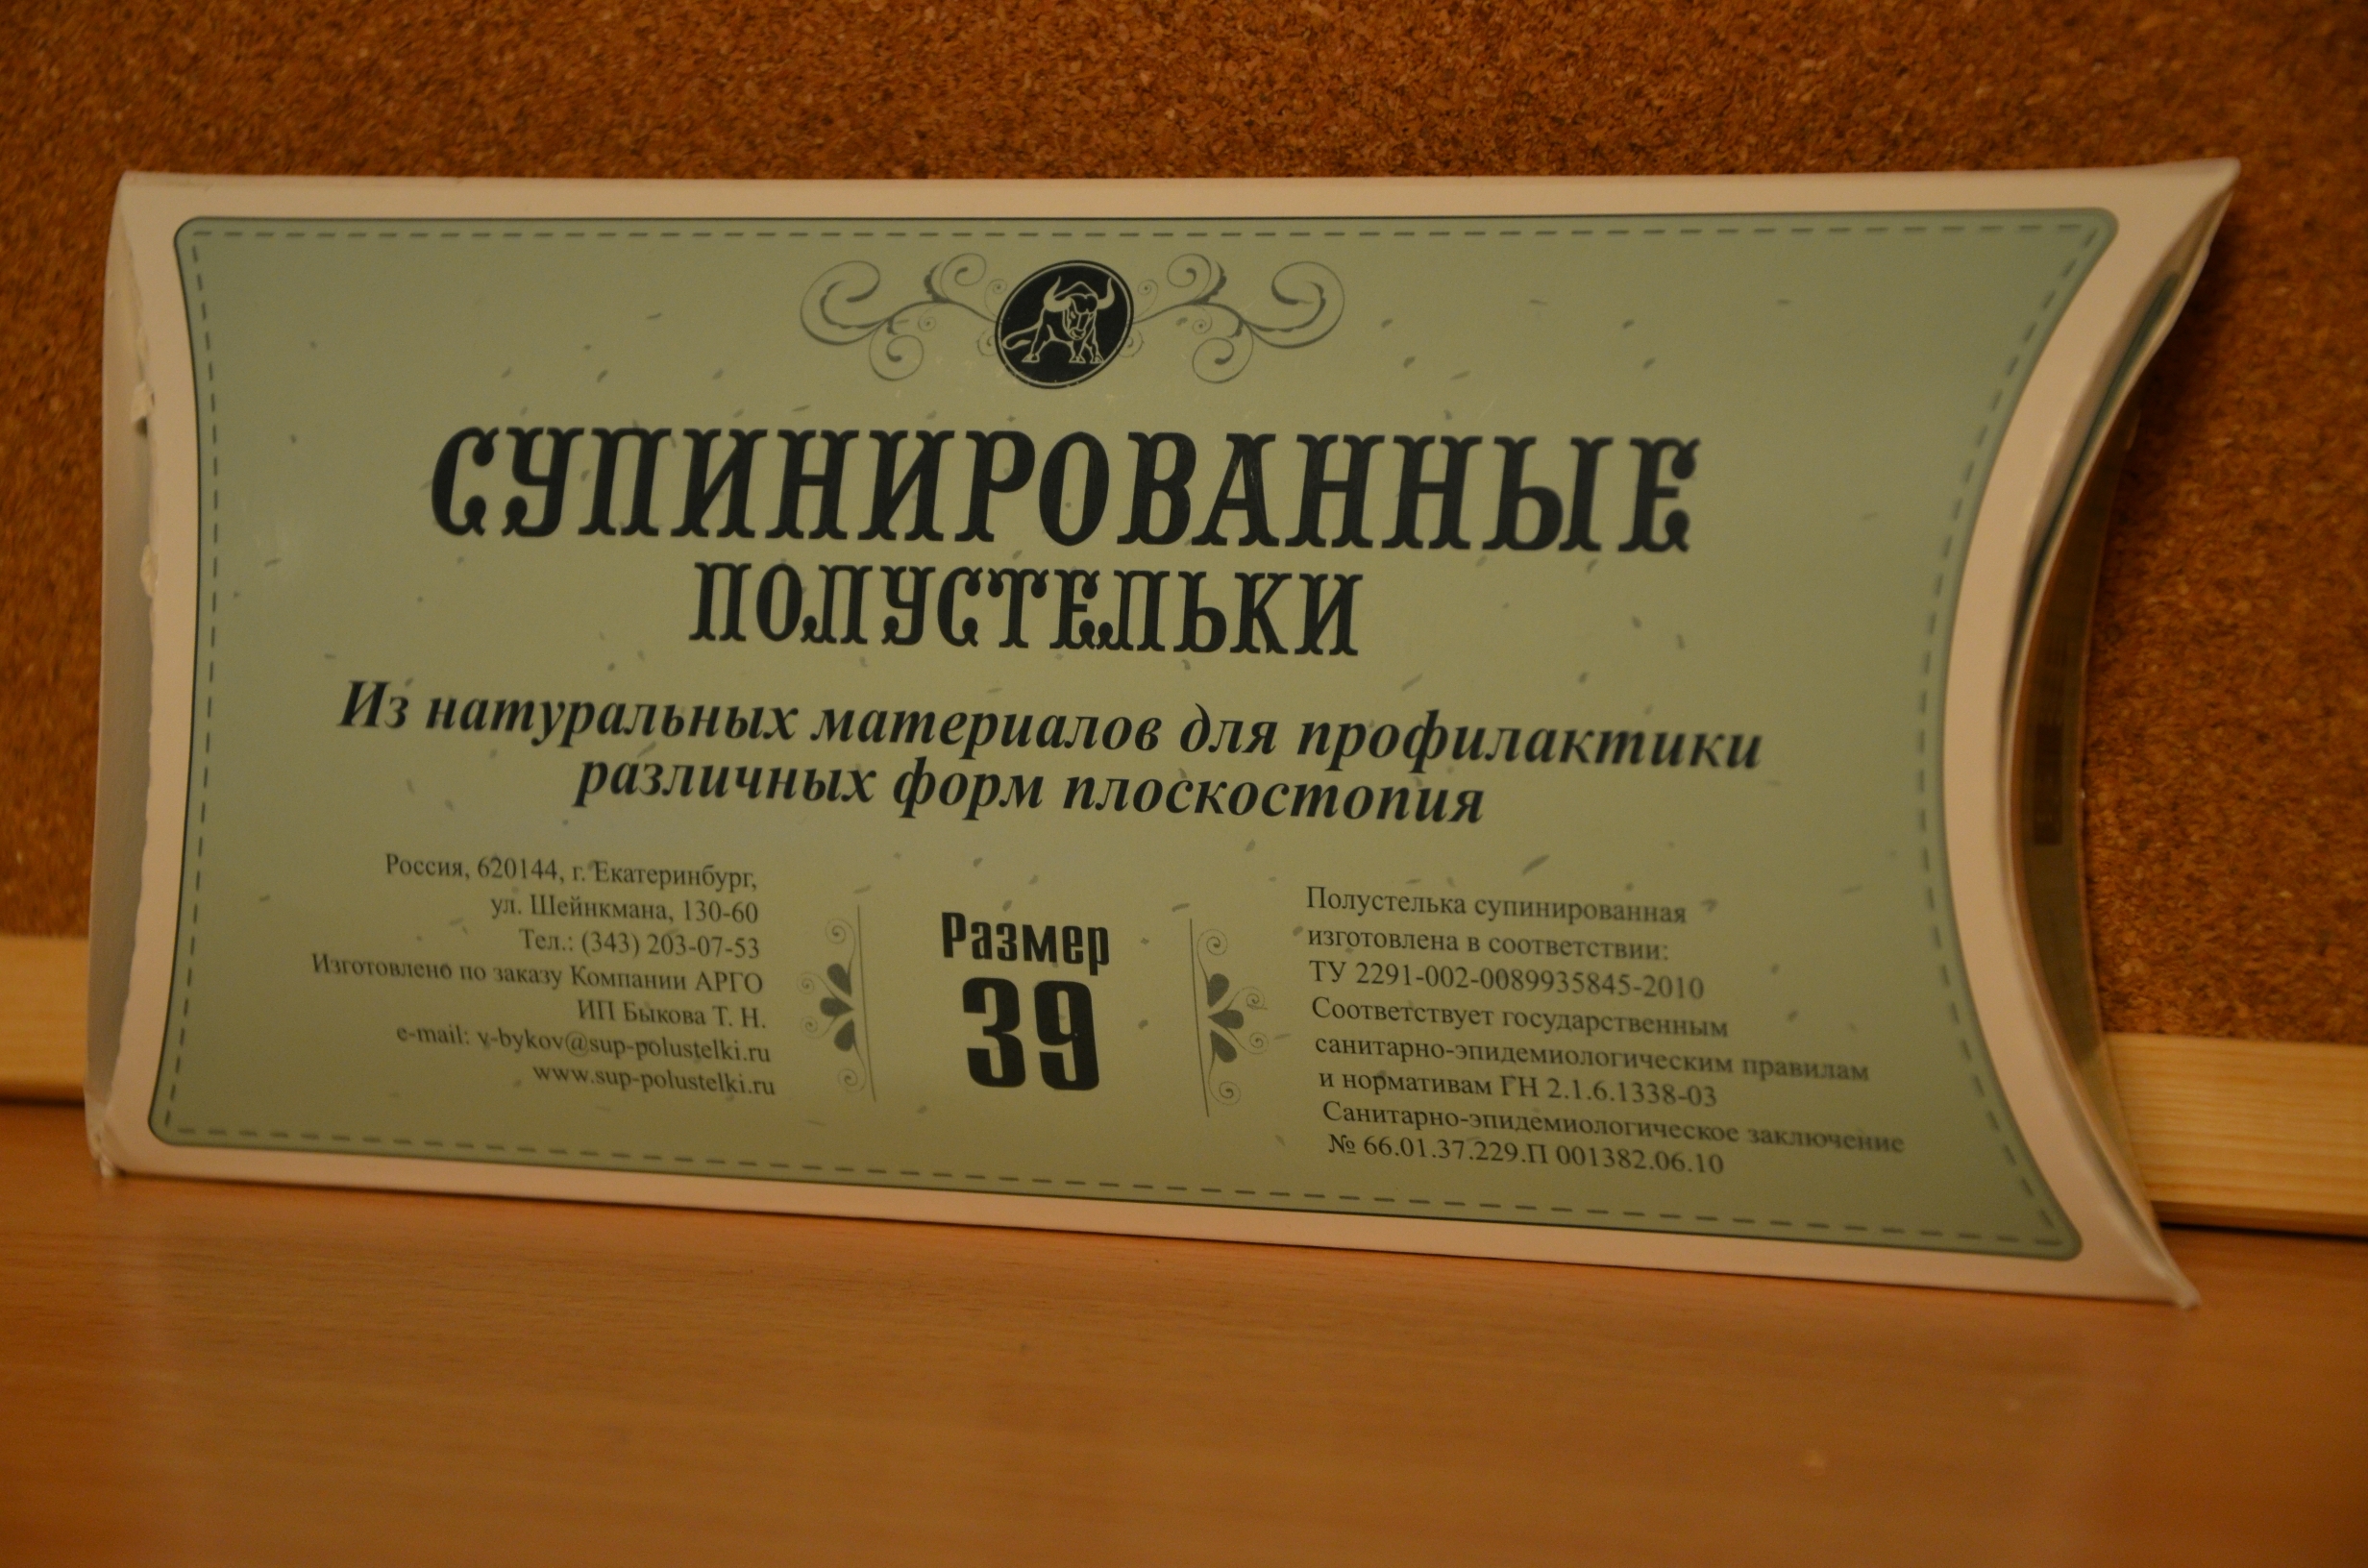 СУПИНИРОВАННЫЕ
ПОЛУСТЕЛЬКИ
Из натуральных материалов для профилактики
различных форм плоскостопия
Россия, 620144, г. Екатеринбург,
ул. Шейнкмана, 130-60
Тел.: (343) 203-07-53
Изготовлено по заказу Компании АРГО
ИП Быкова Т. Н.
e-mail: v-bykov@sup-polustelki.ru
www.sup-polustelki.ru
Размер
39
Полустелька супинированная
изготовлена в соответствии:
ТУ 2291-002-0089935845-2010
Соответствует государственным
санитарно-эпидемиологическим правилам
и нормативам ГН 2.1.6.1338-03
Санитарно-эпидемиологическое заключение
№ 66.01.37.229.П 001382.06.10